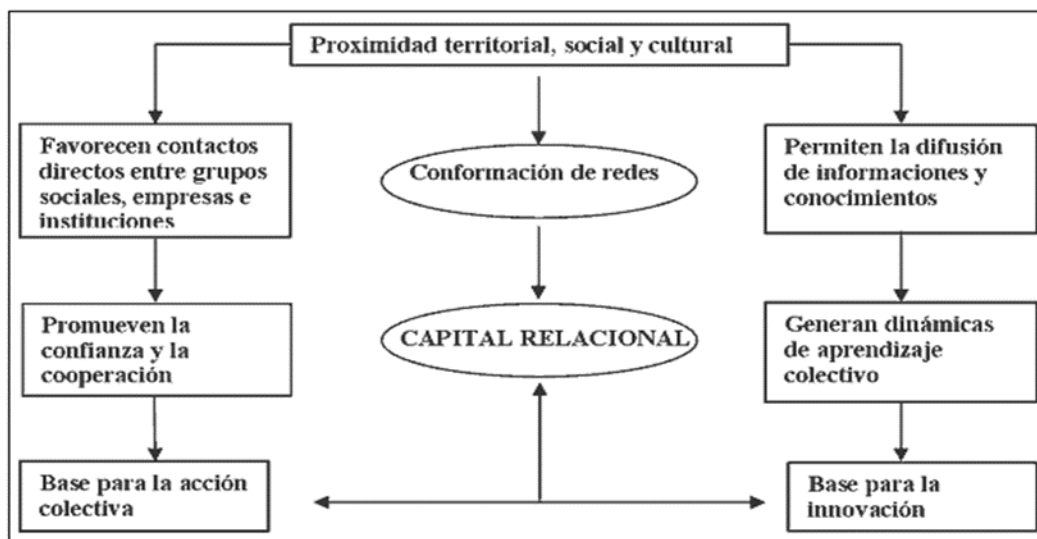 Proximidad territorial, social y cultural
Favorecen contactos
directos entre grupos
sociales, empresas e
instituciones
Conformación de redes
Permiten la difusión
de informaciones y
conocimientos
Promueven la
confianza y la
cooperación
CAPITAL RELACIONAL
Generan dinámicas
de aprendizaje
colectivo
Base para la acción
colectiva
Base para la
innovación